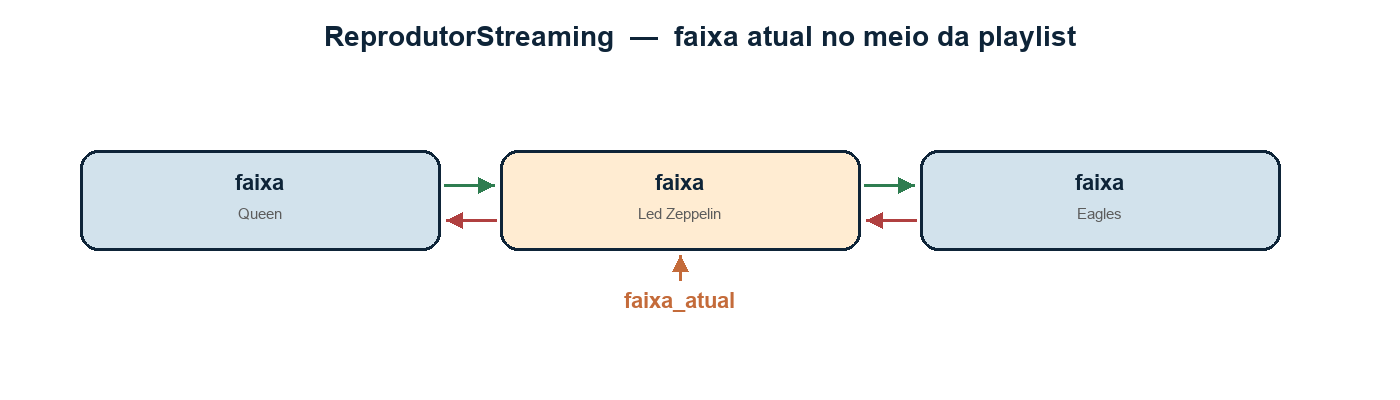 ReprodutorStreaming — faixa atual no meio da playlist
faixa
Queen
faixa
Led Zeppelin
faixa
Eagles
faixa_atual